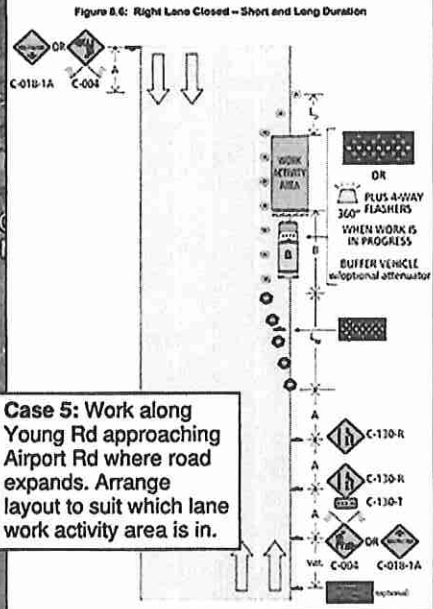 Figure 8.6: Right Lane Closed – Short and Long Duration
OR
C-018-1A C-004
A
L
WORK
ACTIVITY
AREA
OR
360° PLUS 4-WAY
FLASHERS
WHEN WORK IS
IN PROGRESS
B
B
BUFFER VEHICLE
w/optional attenuator
L
A
C-130-R
A
C-130-R
C-130-T
A
OR
Var.
C-004 C-018-1A
optional
Case 5: Work along
Young Rd approaching
Airport Rd where road
expands. Arrange
layout to suit which lane
work activity area is in.